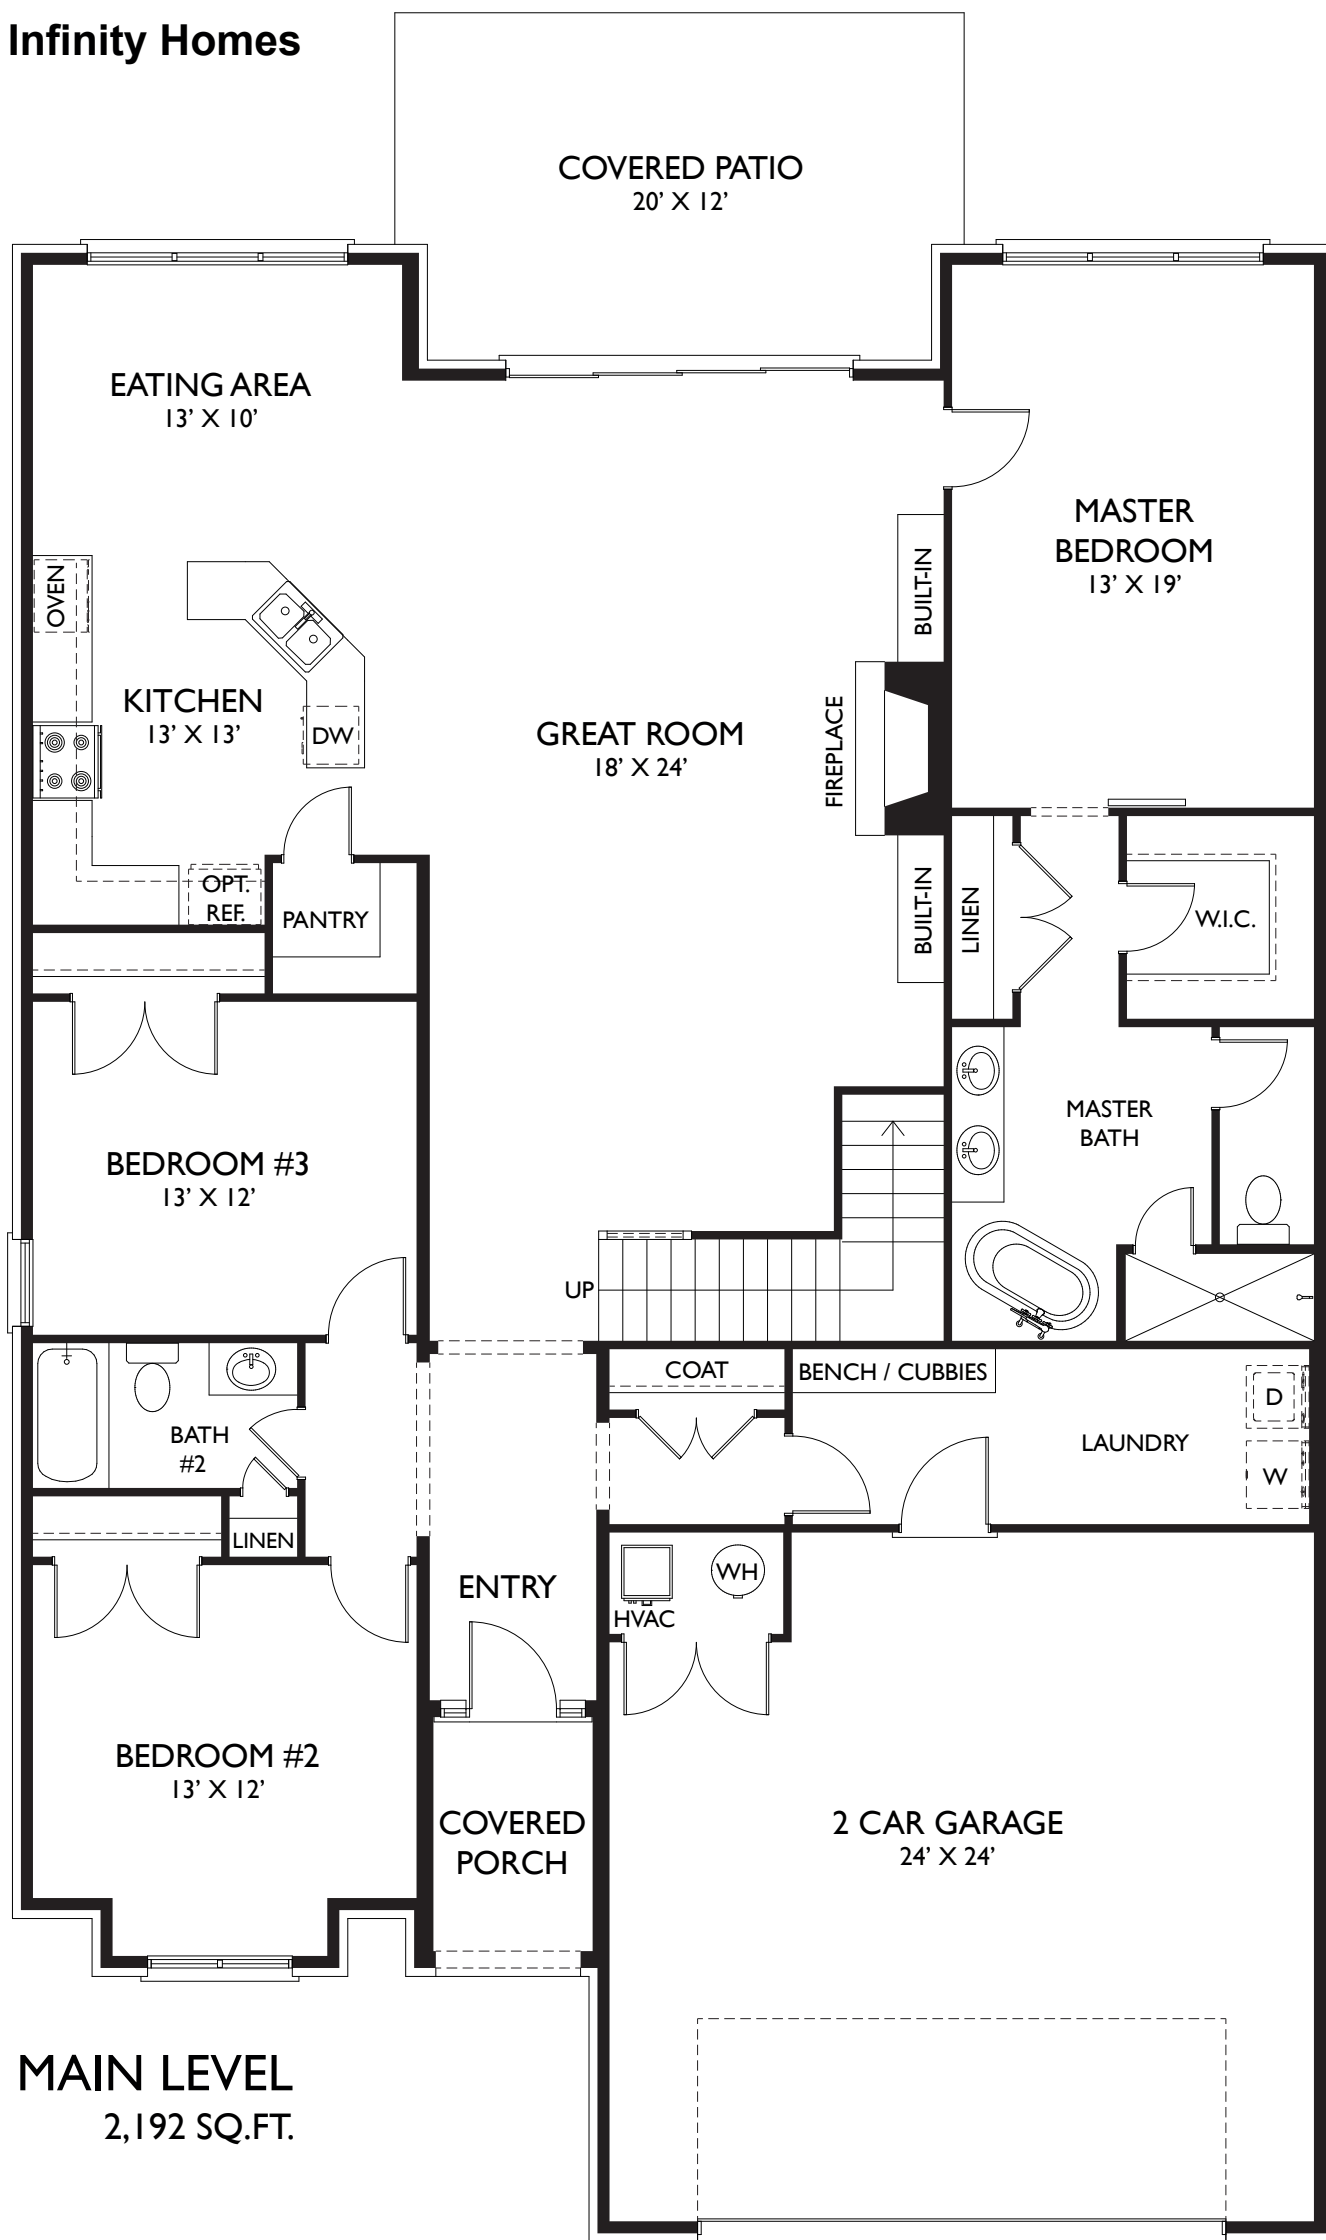 Infinity Homes
COVERED PATIO
20’ X 12’
EATING AREA
13’ X 10’
MASTER
BEDROOM
13’ X 19’
OVEN
BUILT-IN
KITCHEN
13’ X 13’
DW
GREAT ROOM
18’ X 24’
FIREPLACE
OPT.
REF.
PANTRY
BUILT-IN
LINEN
W.I.C.
MASTER
BATH
BEDROOM #3
13’ X 12’
UP
COAT
BENCH / CUBBIES
D
W
LAUNDRY
BATH
#2
LINEN
ENTRY
HVAC
WH
BEDROOM #2
13’ X 12’
COVERED
PORCH
2 CAR GARAGE
24’ X 24’
MAIN LEVEL
2,192 SQ.FT.